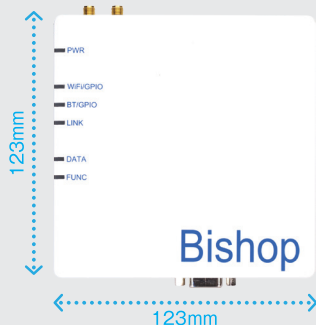 PWR
WiFi/GPIO
BT/GPIO
LINK
DATA
FUNC
123mm
Bishop
123mm